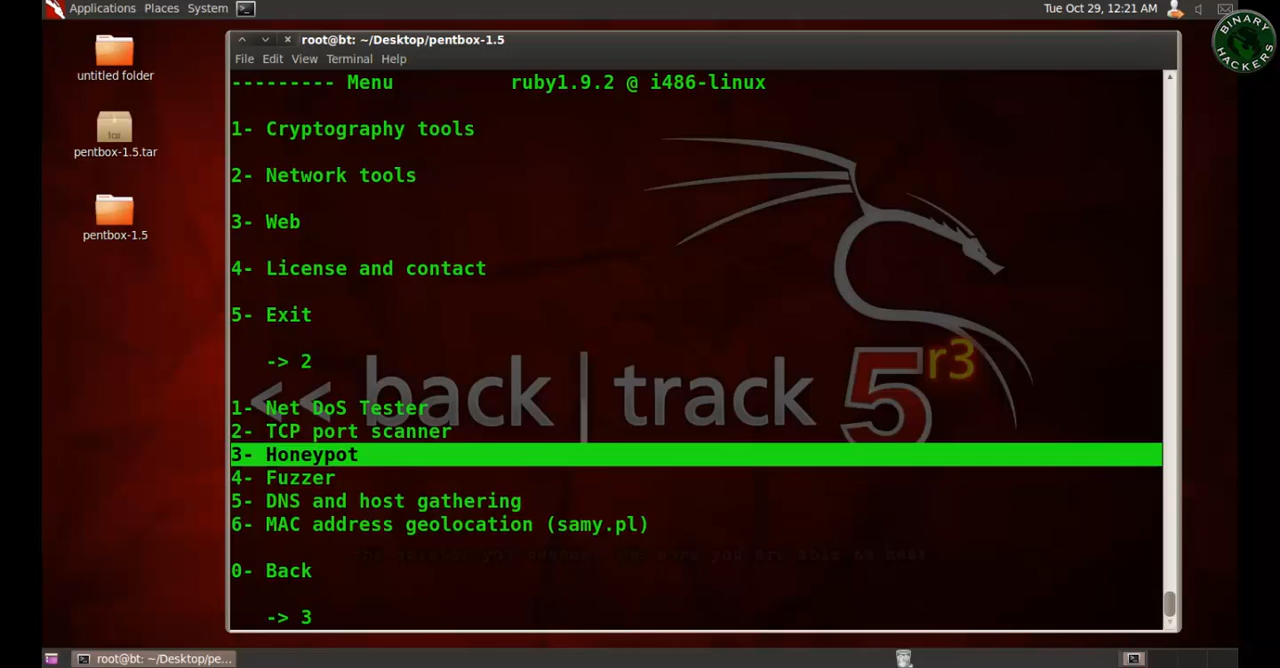 Applications Places System
Tue Oct 29, 12:21 AM
BINARY HACKERS
untitled folder
tar
pentbox-1.5.tar
pentbox-1.5
root@bt: ~/Desktop/pentbox-1.5
File Edit View Terminal Help
--------- Menu ruby1.9.2 @ i486-linux
1- Cryptography tools
2- Network tools
3- Web
4- License and contact
5- Exit
-> 2
<< back | track 5 r3
1- Net DoS Tester
2- TCP port scanner
3- Honeypot
4- Fuzzer
5- DNS and host gathering
6- MAC address geolocation (samy.pl)
0- Back
-> 3
root@bt: ~/Desktop/pe...